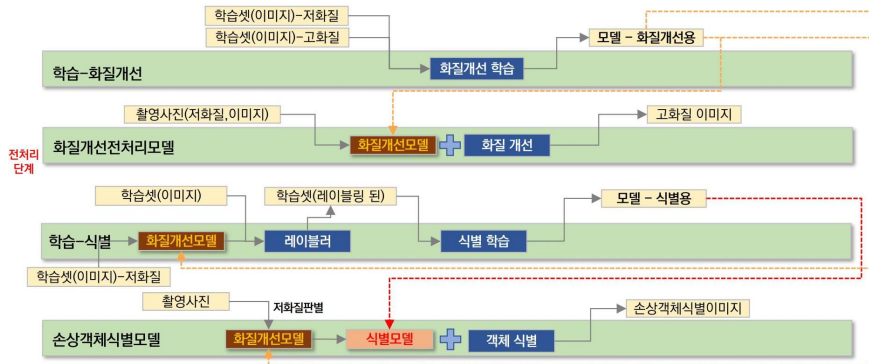 학습셋(이미지)-저화질
학습셋(이미지)-고화질
모델 - 화질개선용
화질개선 학습
학습-화질개선
촬영사진(저화질,이미지)
고화질 이미지
화질개선전처리모델
화질개선모델
화질 개선
전처리
단계
학습셋(이미지)
학습셋(레이블링 된)
모델 - 식별용
학습-식별
화질개선모델
레이블러
식별 학습
학습셋(이미지)-저화질
촬영사진
저화질판별
손상객체식별이미지
손상객체식별모델
화질개선모델
식별모델
객체 식별